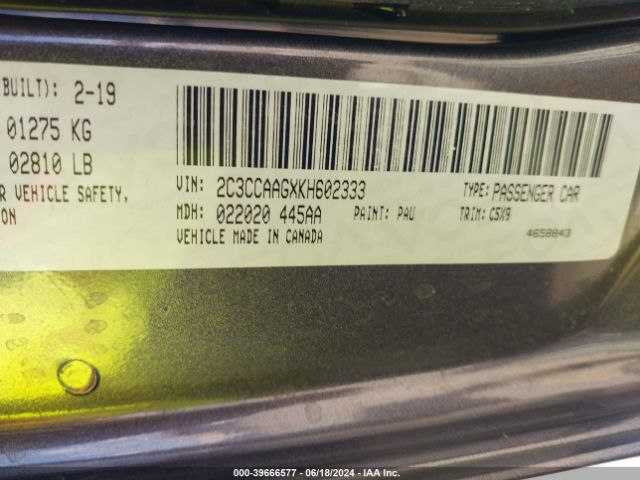 (BUILT): 2-19
01275 KG
02810 LB
R VEHICLE SAFETY,
ION
VIN: 2C3CCAAGXKH602333 TYPE: PASSENGER CAR
MDH: 022020 445AA PAINT: PAU TRIM: C5X9
VEHICLE MADE IN CANADA 4658843
000-39666577 - 06/18/2024 - IAA Inc.